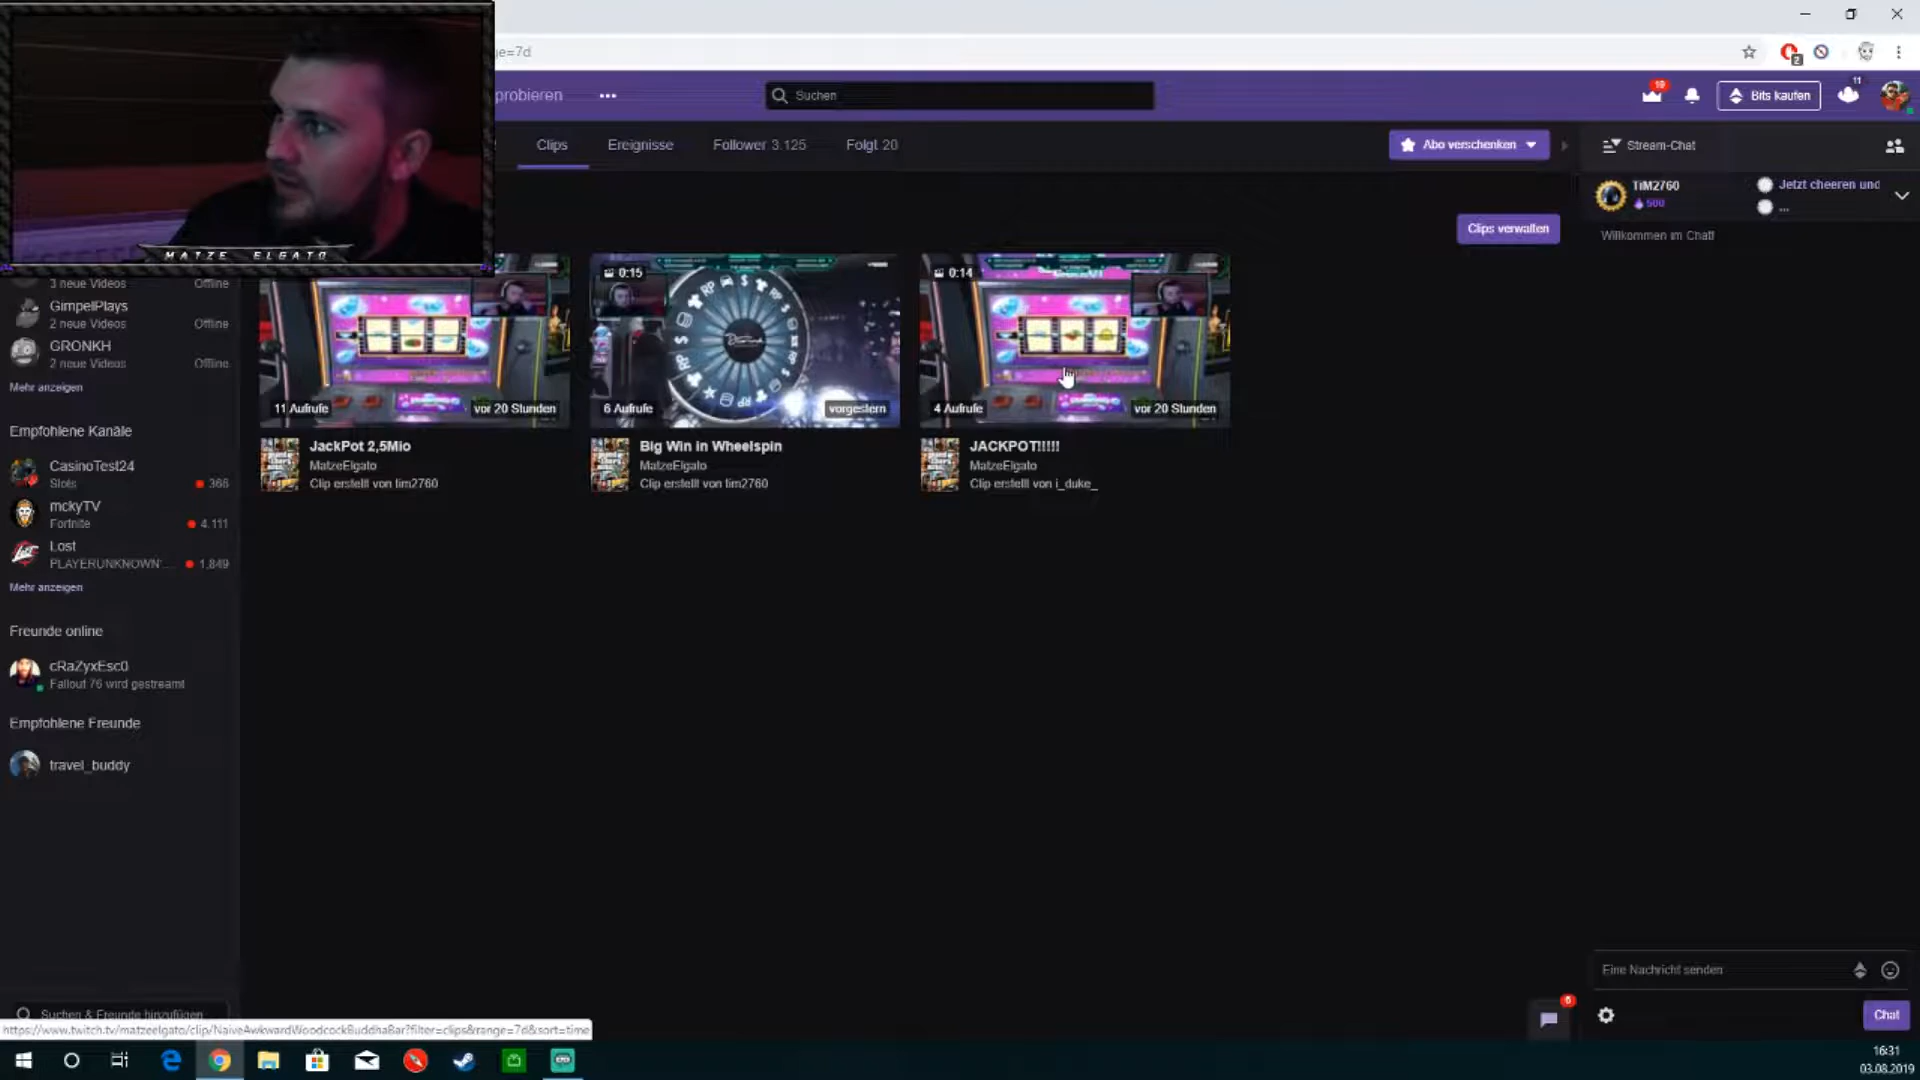 ge=7d
probieren
Suchen
19
Bits kaufen
11
2
Clips
Ereignisse
Follower 3.125
Folgt 20
Abo verschenken
Stream-Chat
TiM2760
500
Jetzt cheeren und
...
Clips verwalten
Willkommen im Chat!
MATZE ELGATO
3 neue Videos
Offline
GimpelPlays
2 neue Videos
Offline
GRONKH
2 neue Videos
Offline
Mehr anzeigen
Empfohlene Kanäle
CasinoTest24
Slots
366
mckyTV
Fortnite
4.111
Lost
PLAYERUNKNOWN'...
1.849
Mehr anzeigen
Freunde online
cRaZyxEsc0
Fallout 76 wird gestreamt
Empfohlene Freunde
travel_buddy
Suchen & Freunde hinzufügen
11 Aufrufe
vor 20 Stunden
JackPot 2,5Mio
MatzeElgato
Clip erstellt von tim2760
0:15
6 Aufrufe
vorgestern
Big Win in Wheelspin
MatzeElgato
Clip erstellt von tim2760
0:14
4 Aufrufe
vor 20 Stunden
JACKPOT!!!!!
MatzeElgato
Clip erstellt von i_duke_
Eine Nachricht senden
6
Chat
https://www.twitch.tv/matzeelgato/clip/NaiveAwkwardWoodcockBuddhaBar?filter=clips&range=7d&sort=time
16:31
03.08.2019